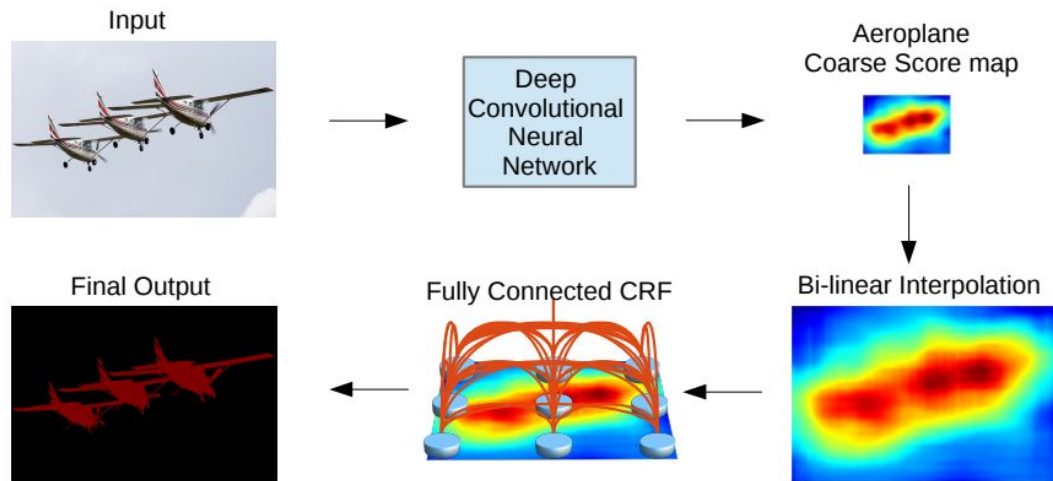 Input
Deep
Convolutional
Neural
Network
Aeroplane
Coarse Score map
Bi-linear Interpolation
Fully Connected CRF
Final Output